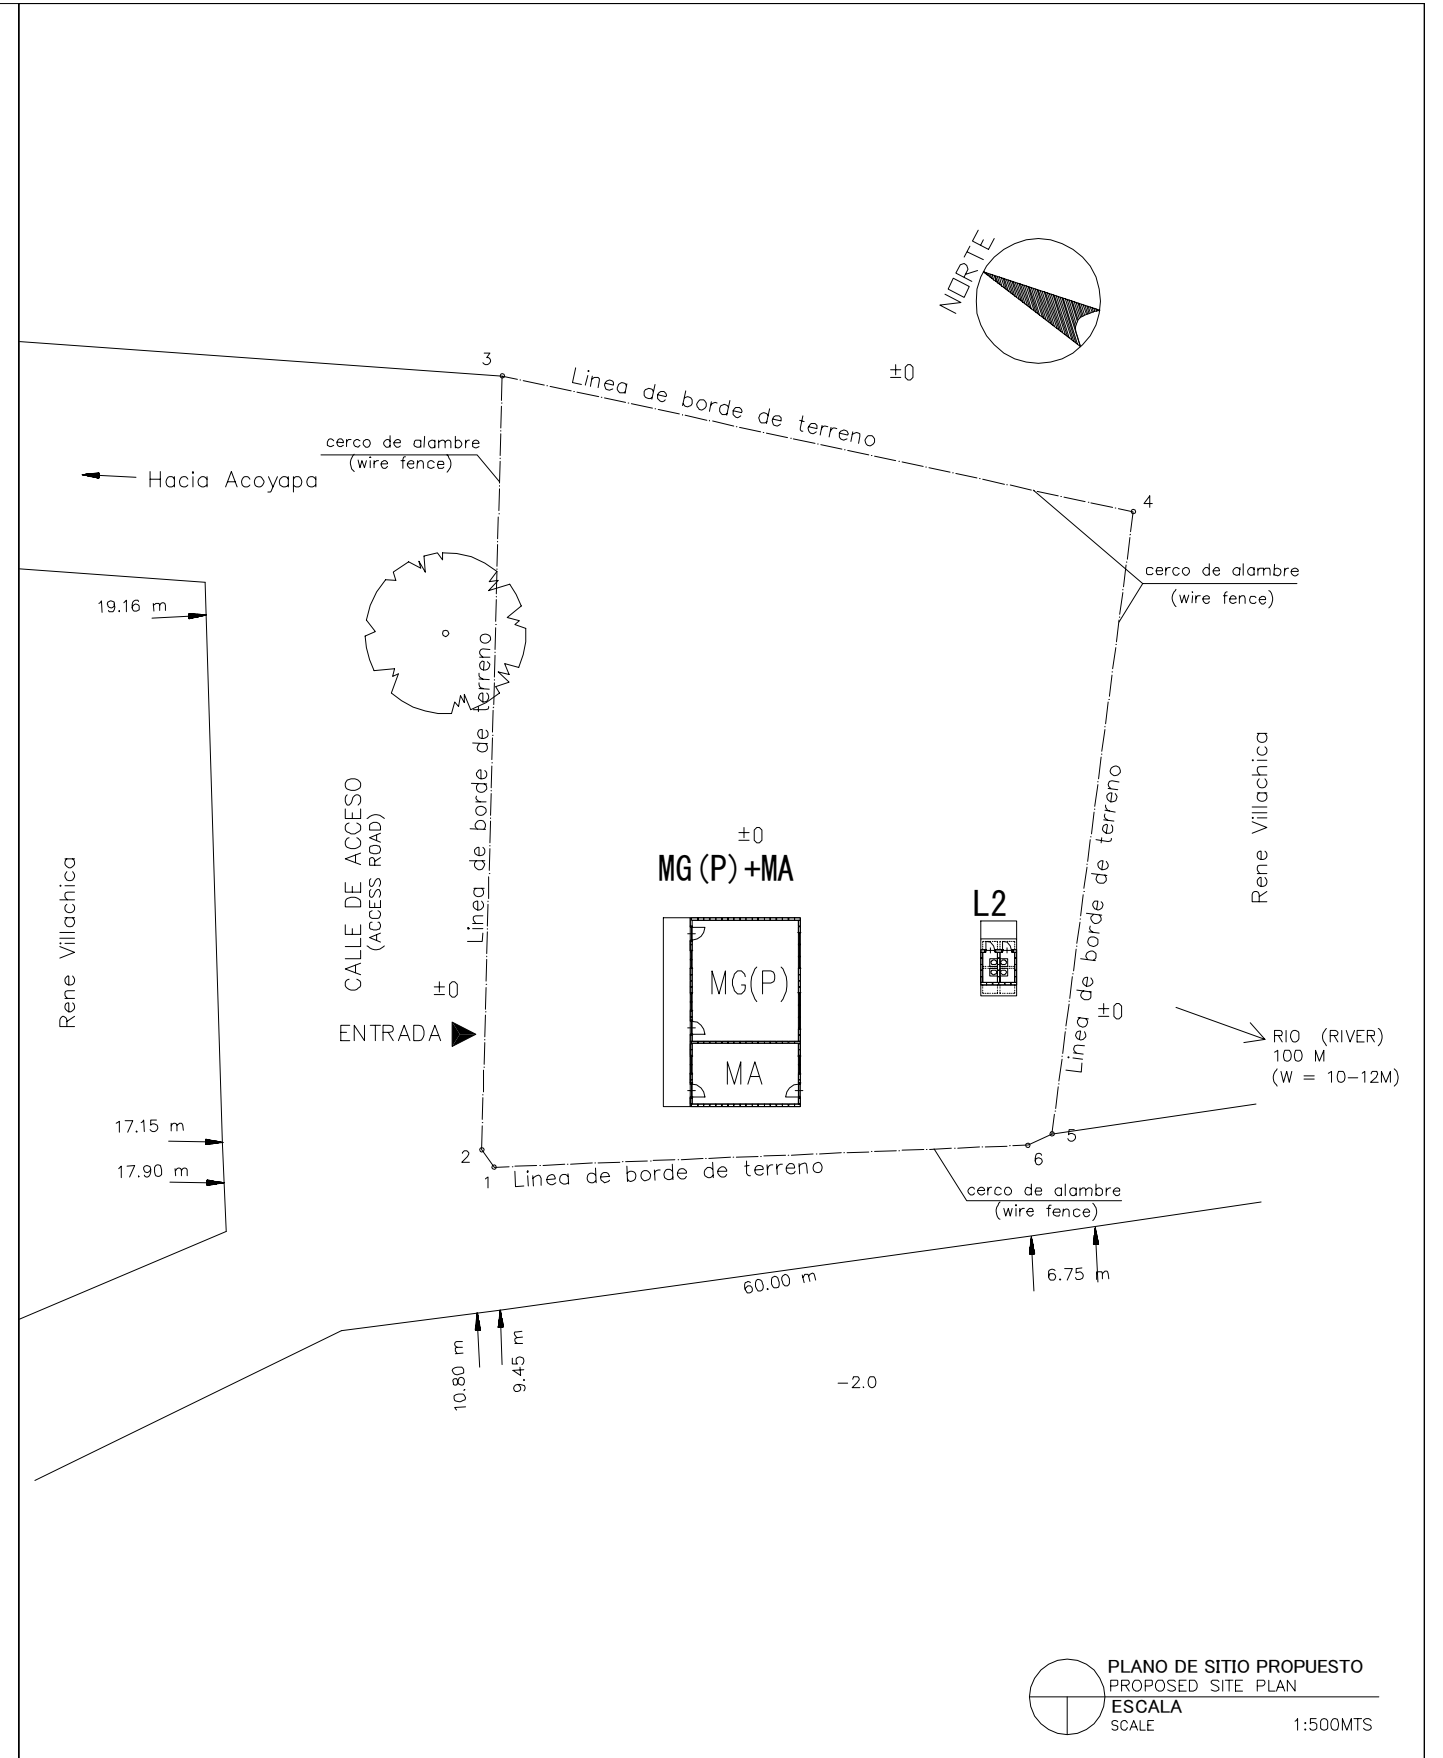 NORTE
±0
3
Linea de borde de terreno
cerco de alambre
(wire fence)
Hacia Acoyapa
4
cerco de alambre
(wire fence)
19.16 m
Linea de borde de terreno
CALLE DE ACCESO
(ACCESS ROAD)
Rene Villachica
Rene Villachica
Linea de borde de terreno
±0
MG(P)+MA
L2
MG(P)
MA
±0
ENTRADA
±0
RIO (RIVER)
100 M
(W = 10-12M)
17.15 m
17.90 m
2
1
Linea de borde de terreno
5
6
cerco de alambre
(wire fence)
60.00 m
6.75 m
10.80 m
9.45 m
-2.0
PLANO DE SITIO PROPUESTO
PROPOSED SITE PLAN
ESCALA
SCALE 1:500MTS